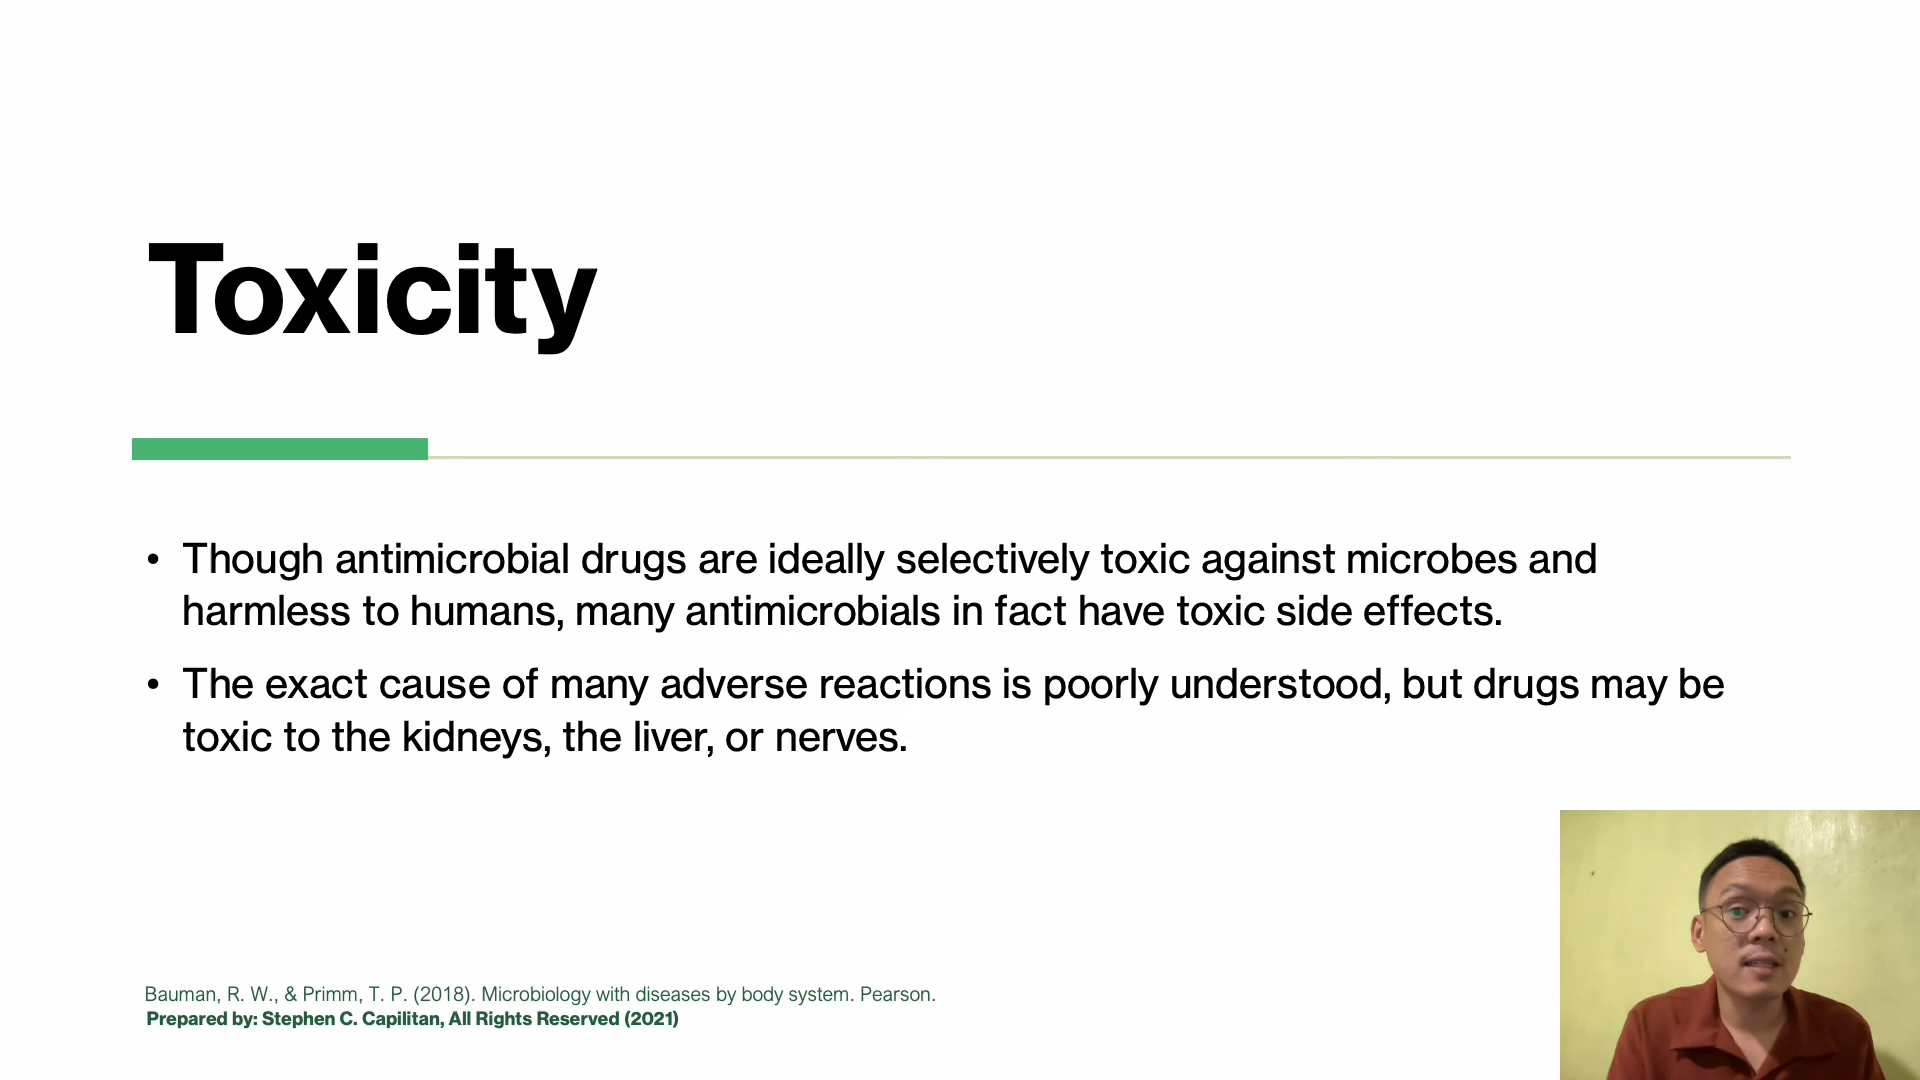 Toxicity
• Though antimicrobial drugs are ideally selectively toxic against microbes and
harmless to humans, many antimicrobials in fact have toxic side effects.
• The exact cause of many adverse reactions is poorly understood, but drugs may be
toxic to the kidneys, the liver, or nerves.
Bauman, R. W., & Primm, T. P. (2018). Microbiology with diseases by body system. Pearson.
Prepared by: Stephen C. Capilitan, All Rights Reserved (2021)